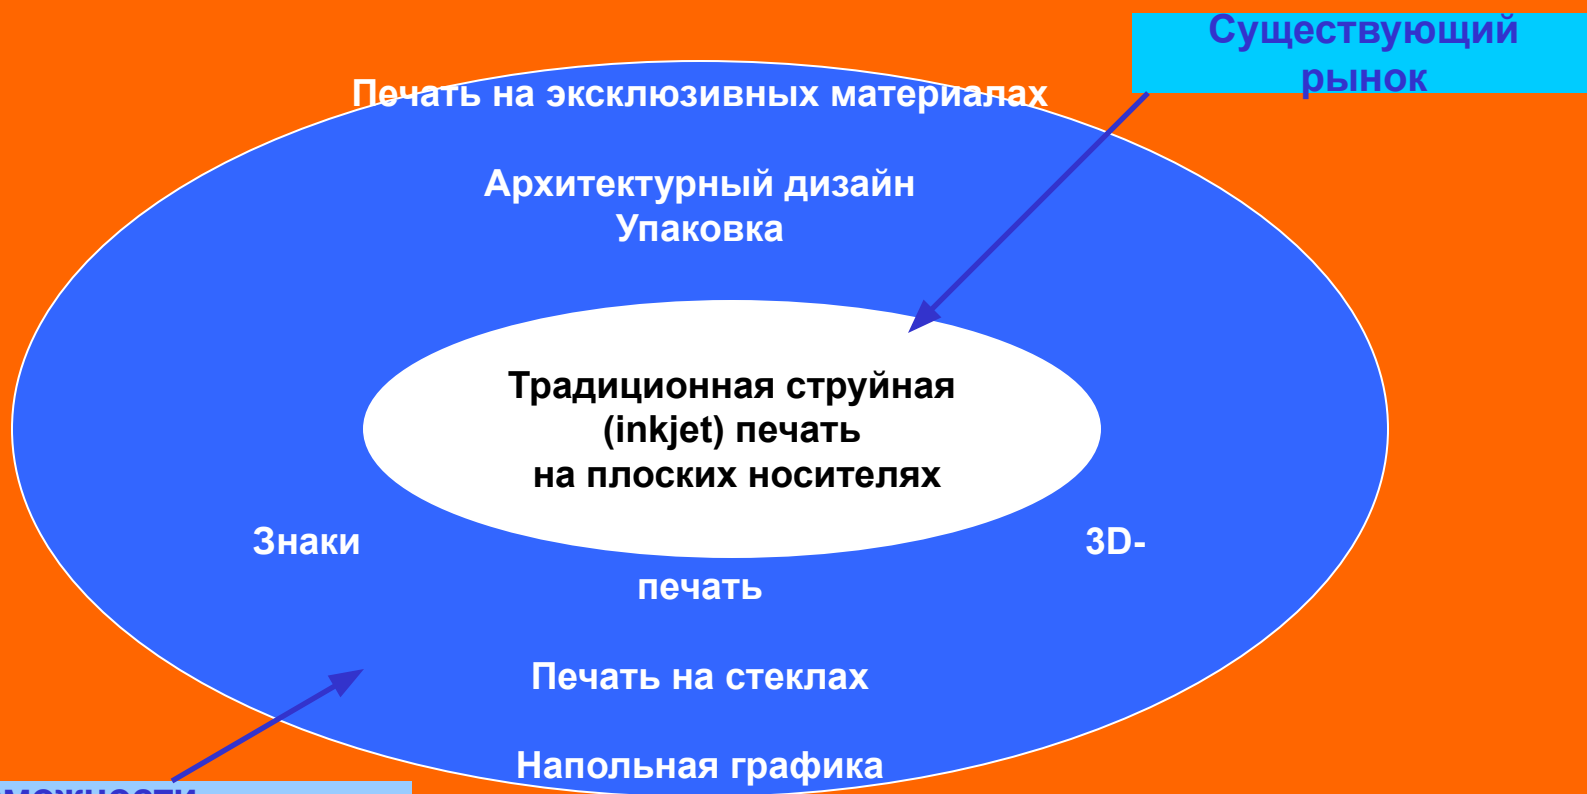 Существующий
рынок
Печать на эксклюзивных материалах
Архитектурный дизайн
Упаковка
Традиционная струйная
(inkjet) печать
на плоских носителях
Знаки 3D-
печать
Печать на стеклах
Напольная графика